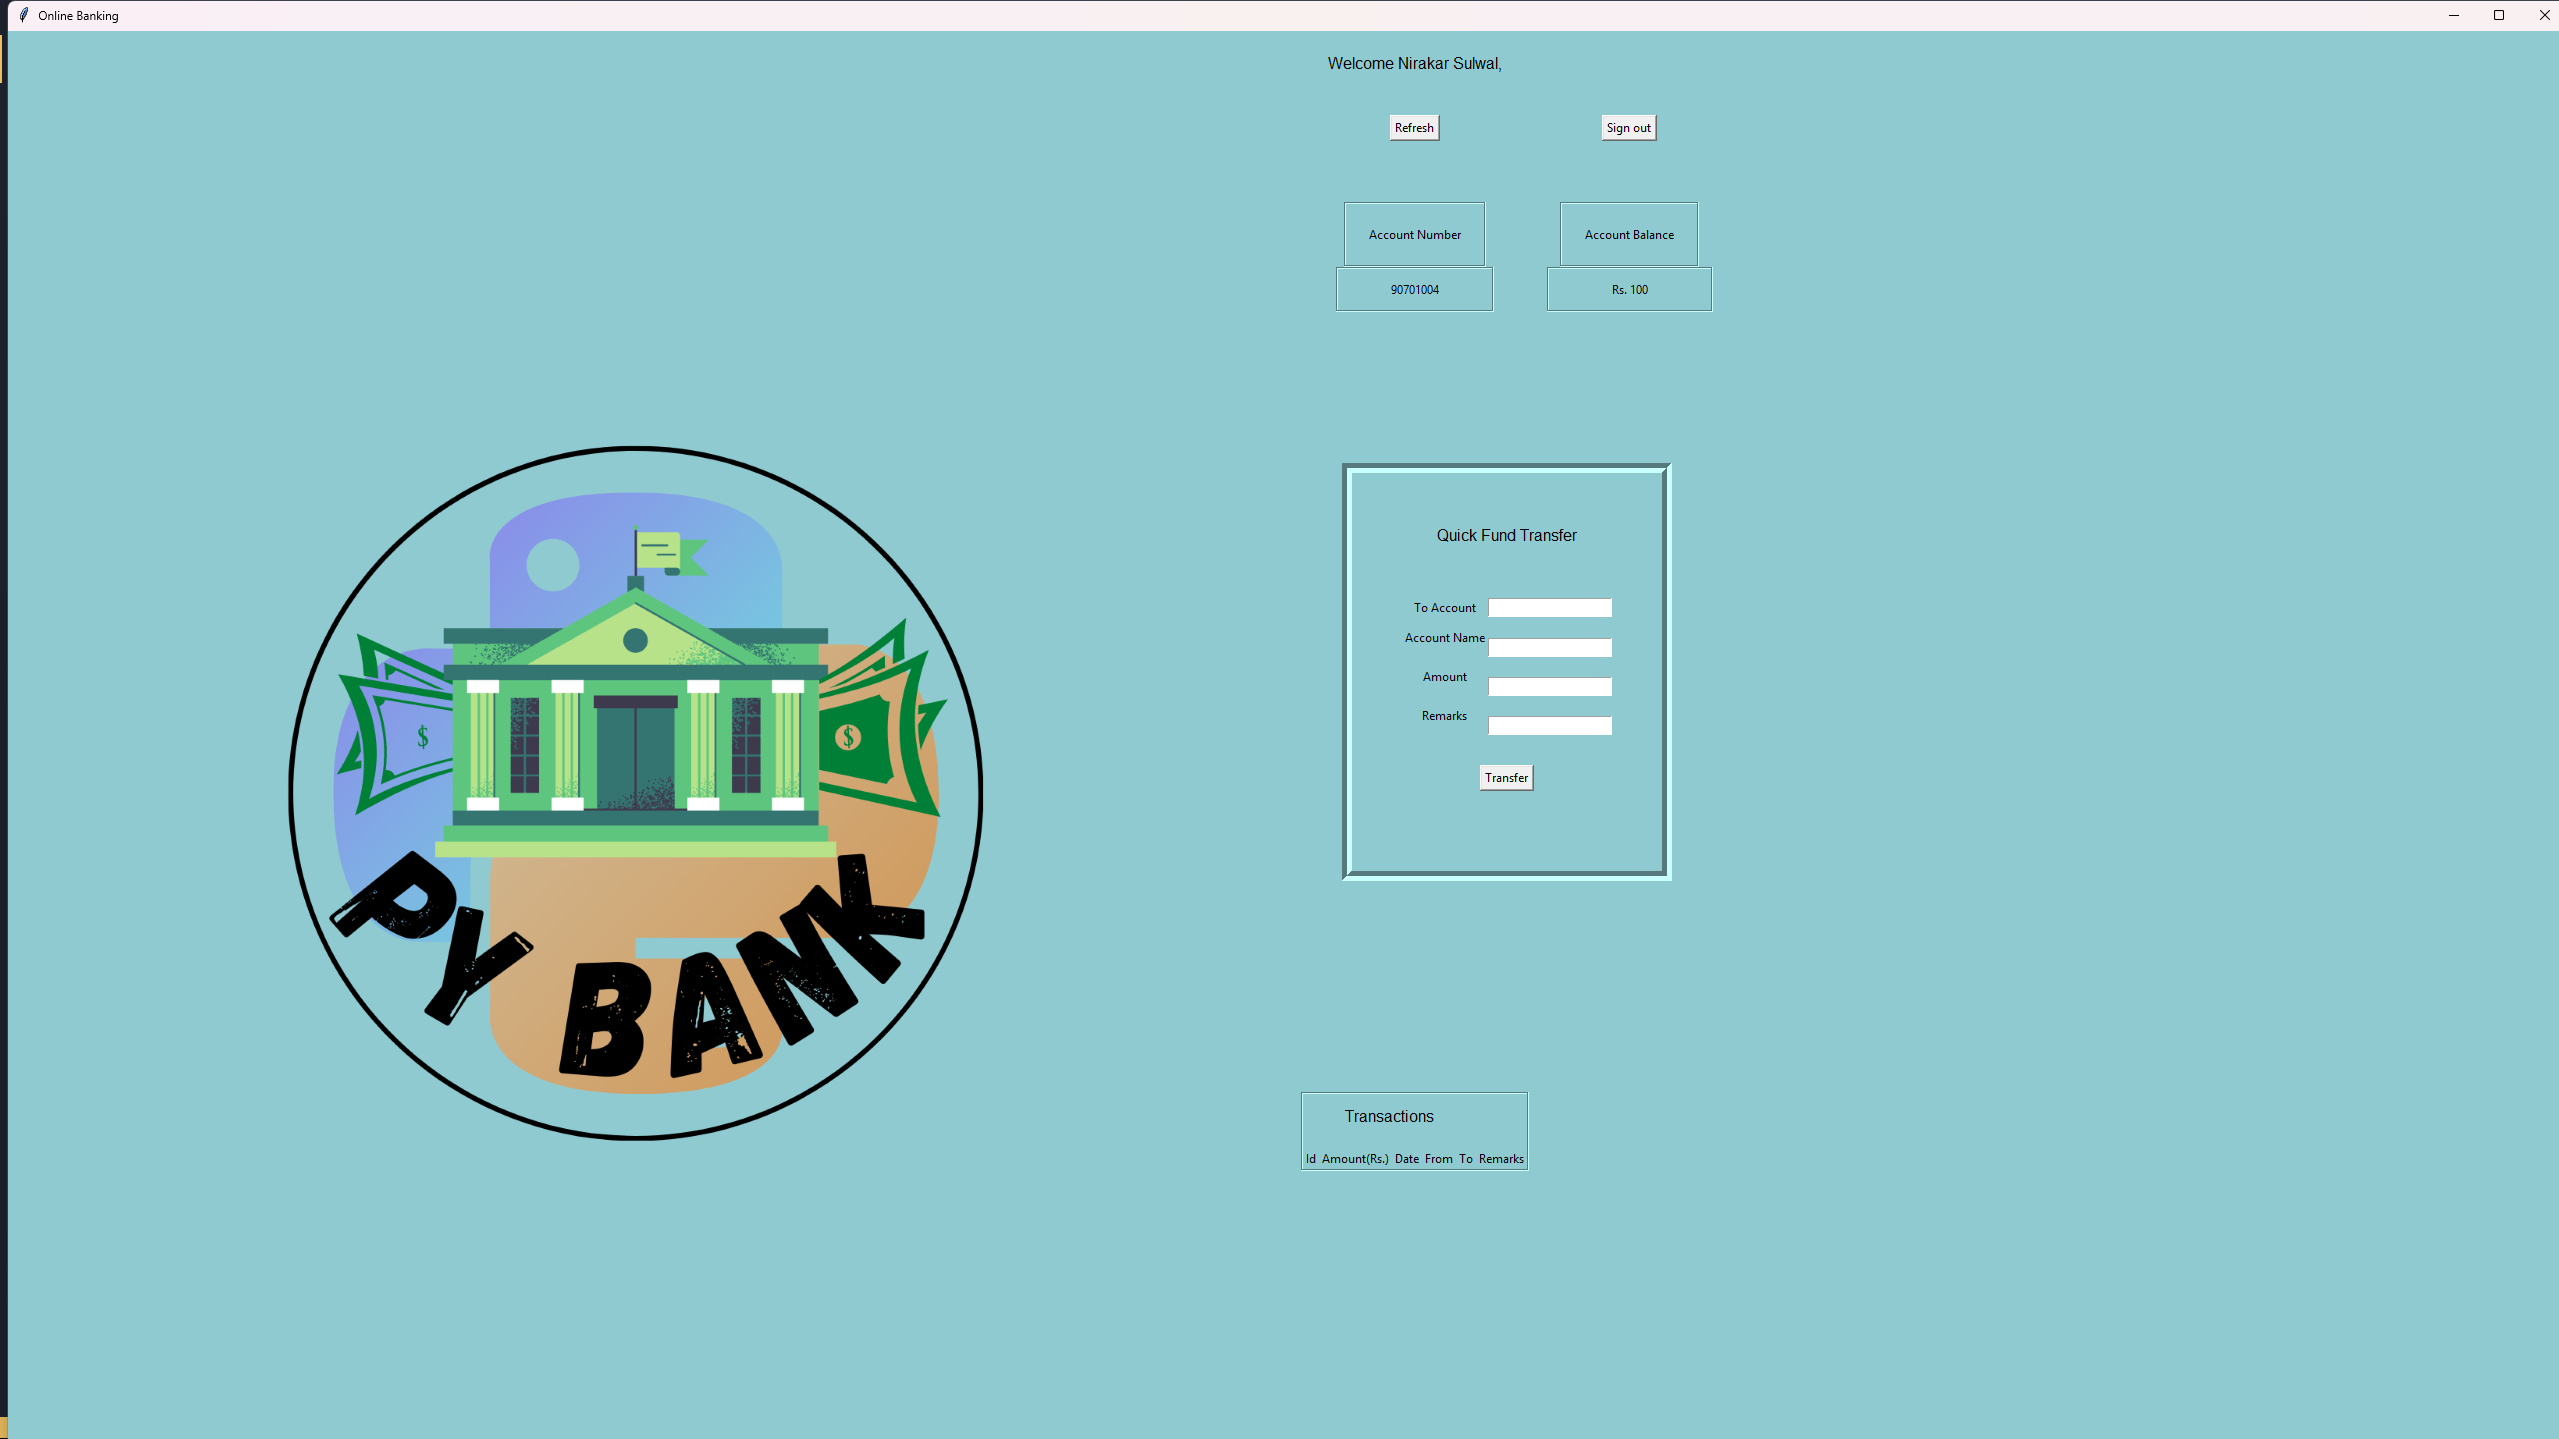 Online Banking
Welcome Nirakar Sulwal,
Refresh Sign out
Account Number Account Balance
90701004 Rs. 100
$ $
PY BANK
Quick Fund Transfer
To Account
Account Name
Amount
Remarks
Transfer
Transactions
Id Amount(Rs.) Date From To Remarks